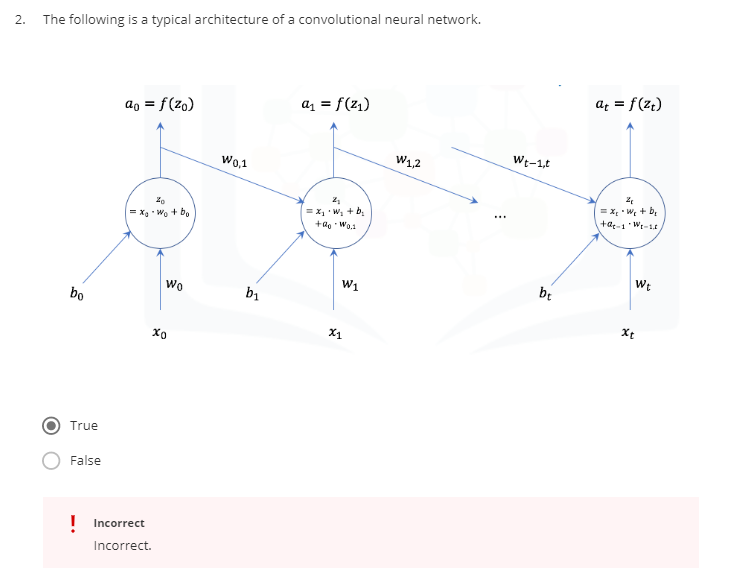 2. The following is a typical architecture of a convolutional neural network.
a₀ = f(z₀) a₁ = f(z₁) aₜ = f(zₜ)
w₀,₁ w₁,₂ wₜ₋₁,ₜ
z₀ z₁ zₜ
= x₀ · w₀ + b₀ = x₁ · w₁ + b₁ ... = xₜ · wₜ + bₜ
+a₀ · w₀,₁ +aₜ₋₁ · wₜ₋₁,ₜ
b₀ w₀ b₁ w₁ bₜ wₜ
x₀ x₁ xₜ
True
False
! Incorrect
Incorrect.